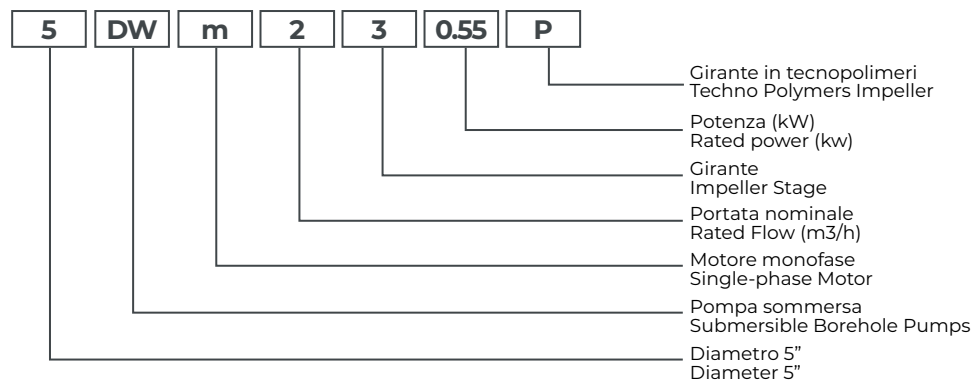 5 DW m 2 3 0.55 P
Girante in tecnopolimeri
Techno Polymers Impeller
Potenza (kW)
Rated power (kw)
Girante
Impeller Stage
Portata nominale
Rated Flow (m3/h)
Motore monofase
Single-phase Motor
Pompa sommersa
Submersible Borehole Pumps
Diametro 5”
Diameter 5”